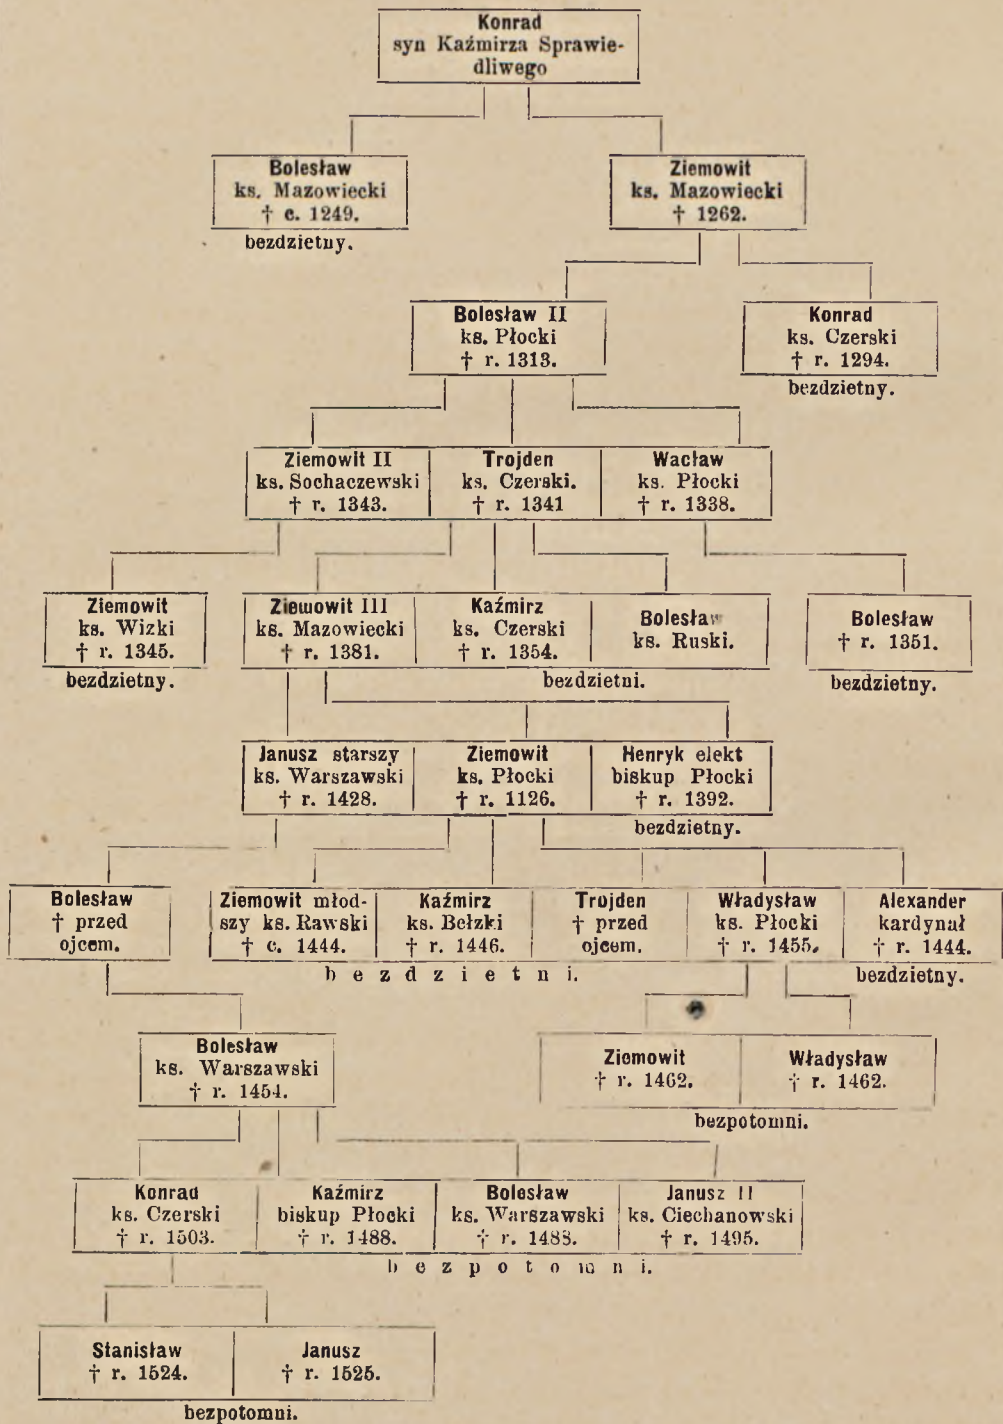 Konrad
syn Kaźmirza Sprawie-
dliwego
Bolesław
ks. Mazowiecki
† c. 1249.
bezdzietny.
Ziemowit
ks. Mazowiecki
† 1262.
Bolesław II
ks. Płocki
† r. 1313.
Konrad
ks. Czerski
† r. 1294.
bezdzietny.
Ziemowit II
ks. Sochaczewski
† r. 1343.
Trojden
ks. Czerski.
† r. 1341
Wacław
ks. Płocki
† r. 1338.
Ziemowit
ks. Wizki
† r. 1345.
bezdzietny.
Ziemowit III
ks. Mazowiecki
† r. 1381.
Kaźmirz
ks. Czerski
† r. 1354.
Bolesław
ks. Ruski.
bezdzietni.
Bolesław
† r. 1351.
bezdzietny.
Janusz starszy
ks. Warszawski
† r. 1428.
Ziemowit
ks. Płocki
† r. 1126.
Henryk elekt
biskup Płocki
† r. 1392.
bezdzietny.
Bolesław
† przed
ojcem.
Ziemowit młod-
szy ks. Rawski
† c. 1444.
Kaźmirz
ks. Bełzki
† r. 1446.
Trojden
† przed
ojcem.
Władysław
ks. Płocki
† r. 1455.
Alexander
kardynał
† r. 1444.
b e z d z i e t n i.
bezdzietny.
Bolesław
ks. Warszawski
† r. 1454.
Ziemowit
† r. 1462.
Władysław
† r. 1462.
bezpotomni.
Konrad
ks. Czerski
† r. 1503.
Kaźmirz
biskup Płocki
† r. 1488.
Bolesław
ks. Warszawski
† r. 1488.
Janusz II
ks. Ciechanowski
† r. 1495.
b e z p o t o m n i.
Stanisław
† r. 1524.
Janusz
† r. 1525.
bezpotomni.